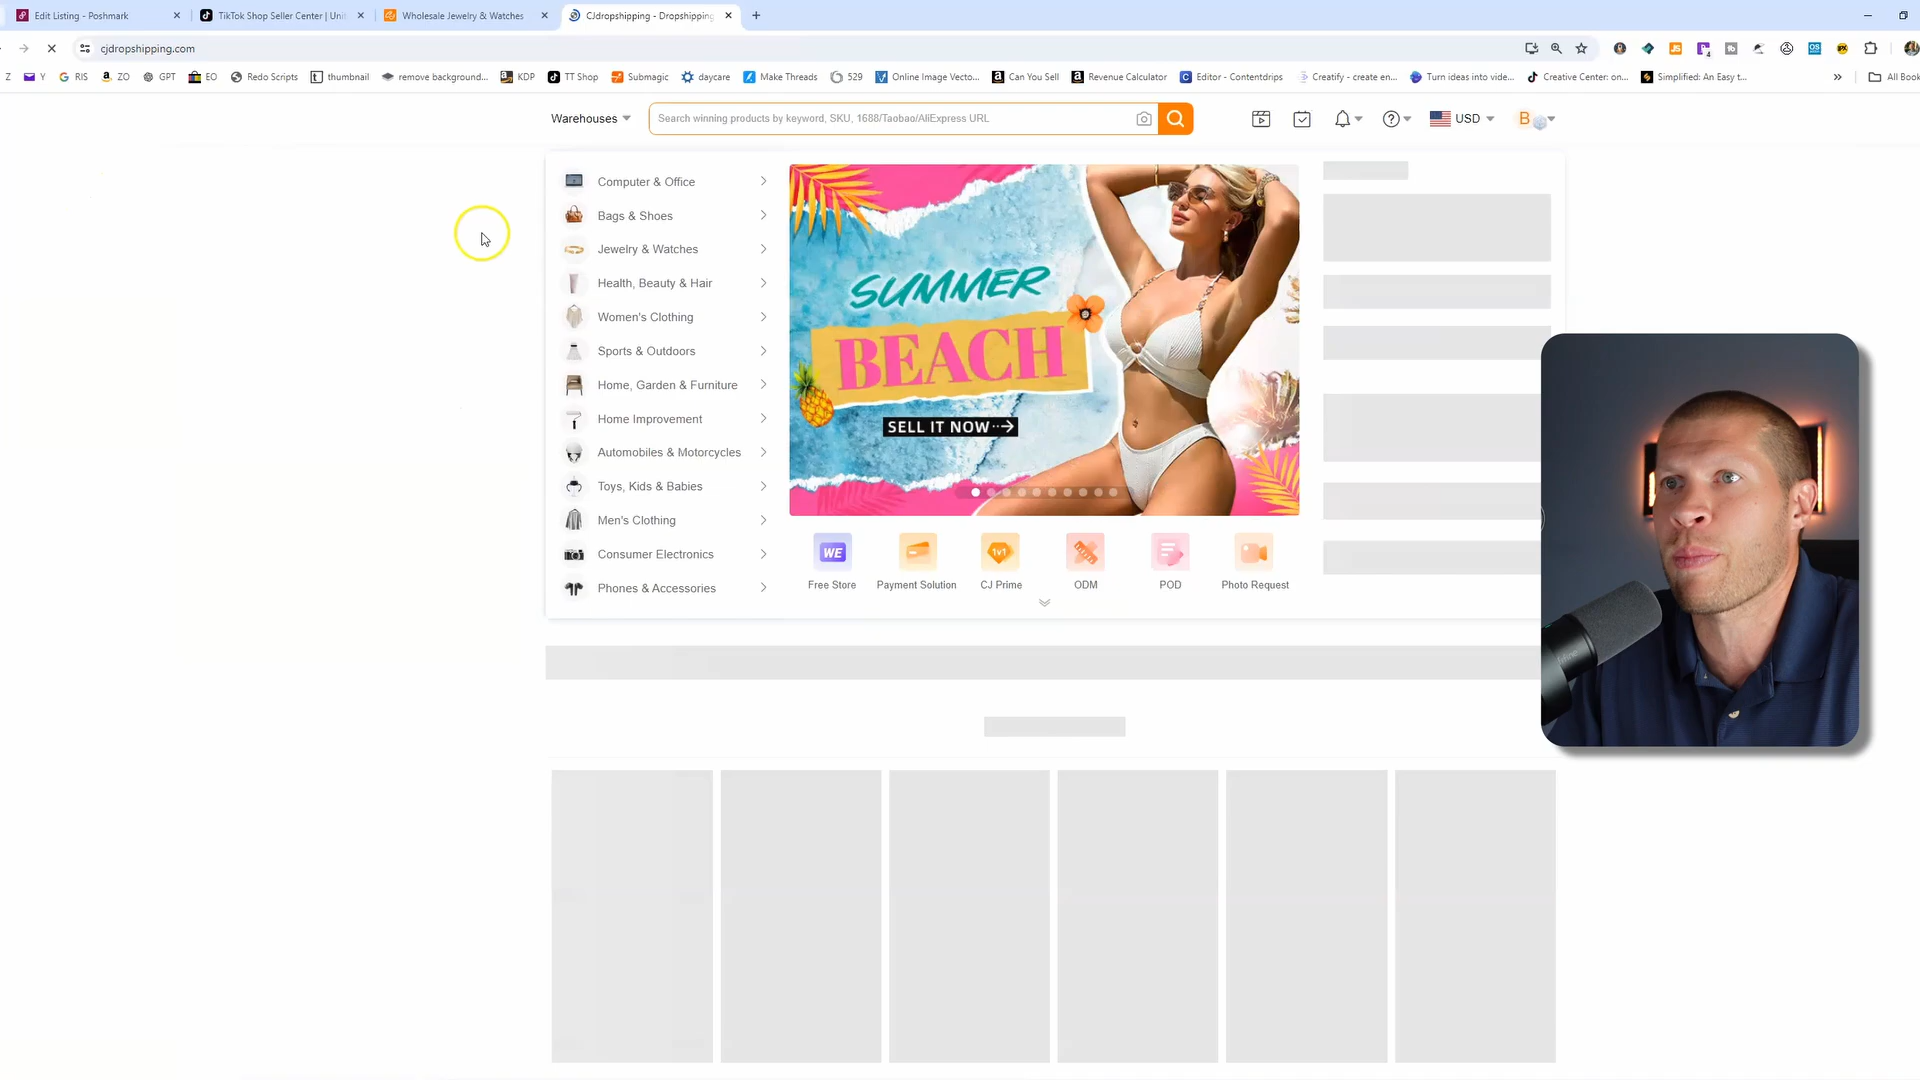 Edit Listing - Poshmark
TikTok Shop Seller Center | Uni
Wholesale Jewelry & Watches
CJdropshipping - Dropshipping
cjdropshipping.com
Z
Y
RIS
ZO
GPT
EO
Redo Scripts
thumbnail
remove background...
KDP
TT Shop
Submagic
daycare
Make Threads
529
Online Image Vecto...
Can You Sell
Revenue Calculator
Editor - Contentdrips
Creatify - create en...
Turn ideas into vide...
Creative Center: on...
Simplified: An Easy t...
»
All Book
Warehouses
Search winning products by keyword, SKU, 1688/Taobao/AliExpress URL
USD
B
Computer & Office
Bags & Shoes
Jewelry & Watches
Health, Beauty & Hair
Women's Clothing
Sports & Outdoors
Home, Garden & Furniture
Home Improvement
Automobiles & Motorcycles
Toys, Kids & Babies
Men's Clothing
Consumer Electronics
Phones & Accessories
SUMMER
BEACH
SELL IT NOW
WE
1v1
Free Store
Payment Solution
CJ Prime
ODM
POD
Photo Request